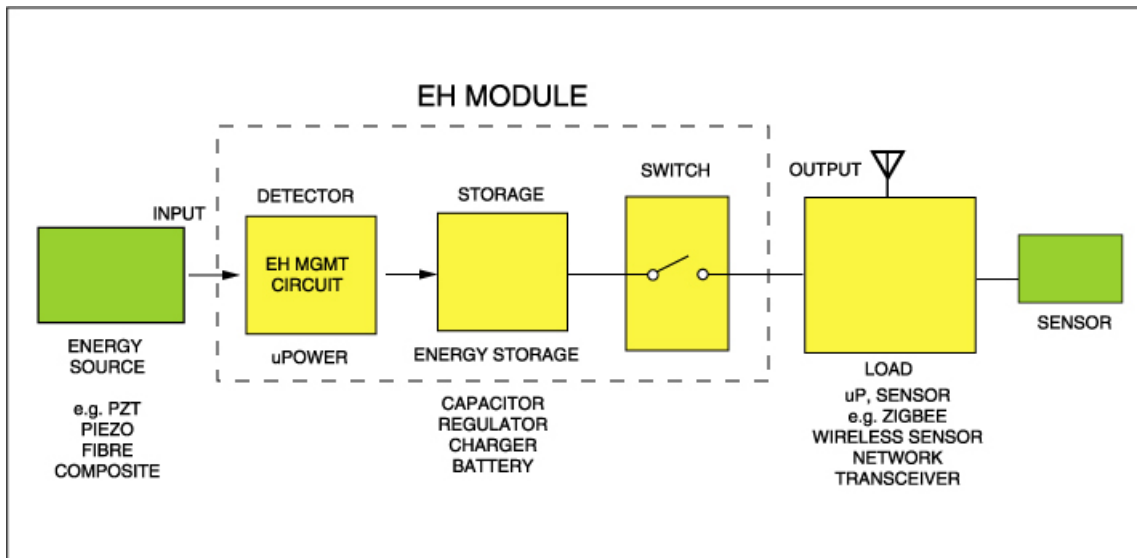 EH MODULE
INPUT
DETECTOR
EH MGMT
CIRCUIT
uPOWER
STORAGE
ENERGY STORAGE
SWITCH
OUTPUT
ENERGY
SOURCE
e.g. PZT
PIEZO
FIBRE
COMPOSITE
CAPACITOR
REGULATOR
CHARGER
BATTERY
LOAD
uP, SENSOR
e.g. ZIGBEE
WIRELESS SENSOR
NETWORK
TRANSCEIVER
SENSOR